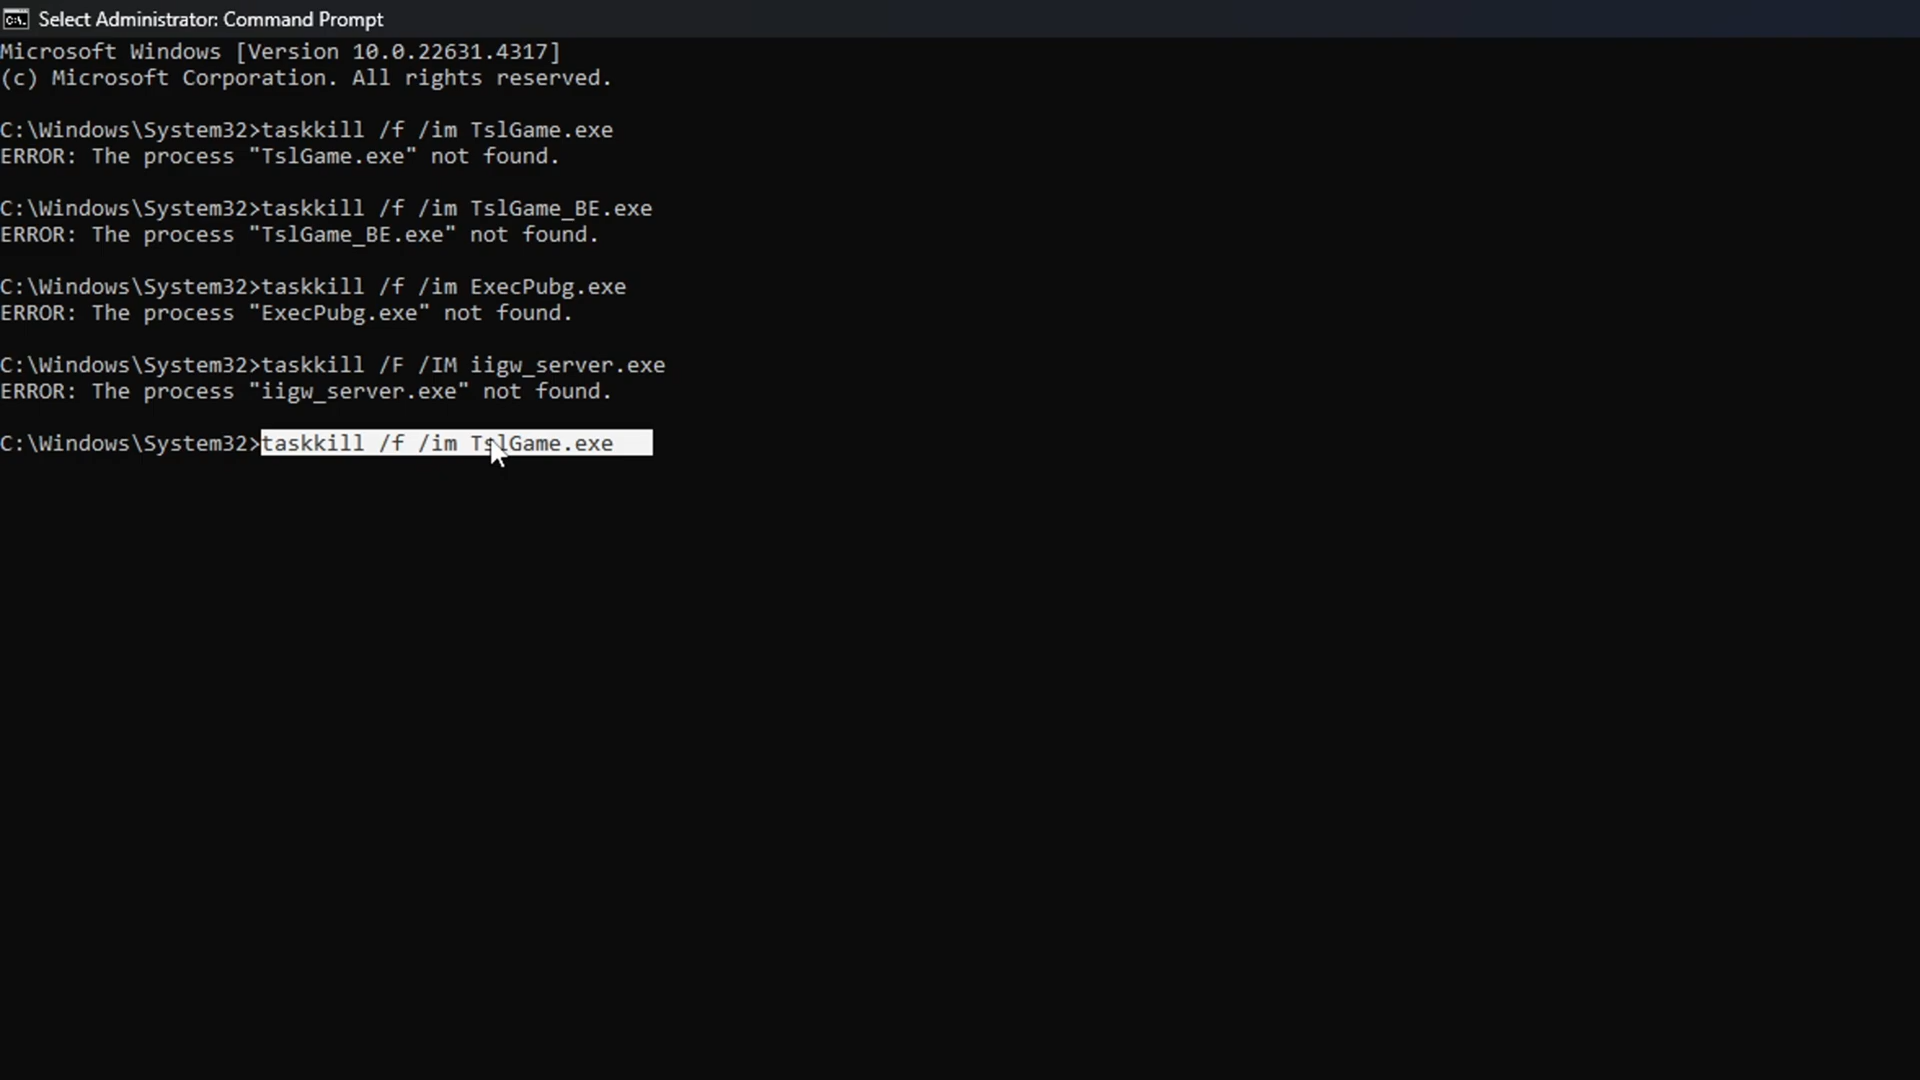 Select Administrator: Command Prompt
Microsoft Windows [Version 10.0.22631.4317]
(c) Microsoft Corporation. All rights reserved.
C:\Windows\System32>taskkill /f /im TslGame.exe
ERROR: The process "TslGame.exe" not found.
C:\Windows\System32>taskkill /f /im TslGame_BE.exe
ERROR: The process "TslGame_BE.exe" not found.
C:\Windows\System32>taskkill /f /im ExecPubg.exe
ERROR: The process "ExecPubg.exe" not found.
C:\Windows\System32>taskkill /F /IM iigw_server.exe
ERROR: The process "iigw_server.exe" not found.
C:\Windows\System32>taskkill /f /im TslGame.exe